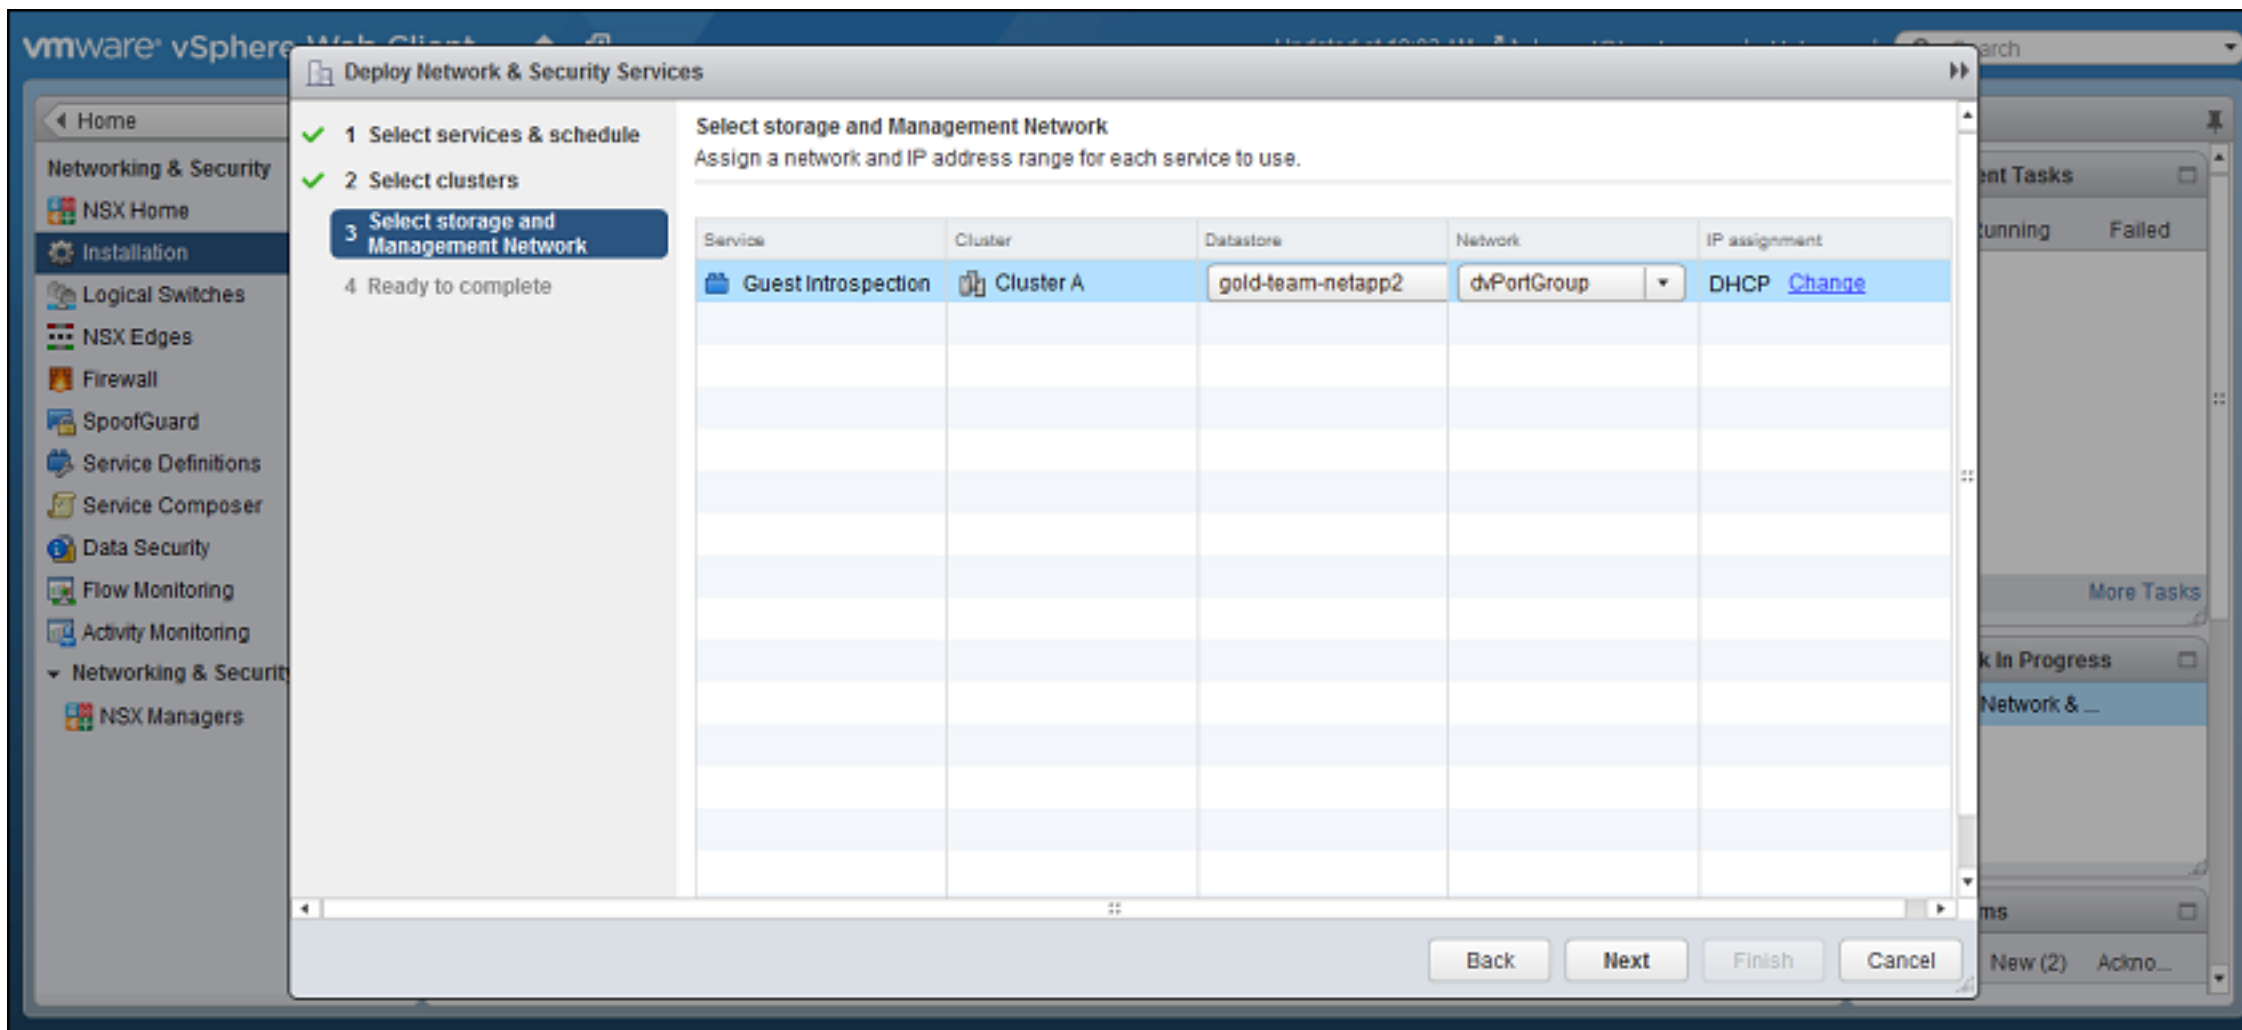 vmware® vSphere
arch
Deploy Network & Security Services
Home
Networking & Security
NSX Home
Installation
Logical Switches
NSX Edges
Firewall
SpoofGuard
Service Definitions
Service Composer
Data Security
Flow Monitoring
Activity Monitoring
Networking & Securit
NSX Managers
1 Select services & schedule
2 Select clusters
3 Select storage and
Management Network
4 Ready to complete
Select storage and Management Network
Assign a network and IP address range for each service to use.
Service Cluster Datastore Network IP assignment
Guest Introspection Cluster A gold-team-netapp2 dvPortGroup DHCP Change
Back Next Finish Cancel
ent Tasks
unning Failed
More Tasks
k In Progress
Network & ...
ms
New (2) Ackno...